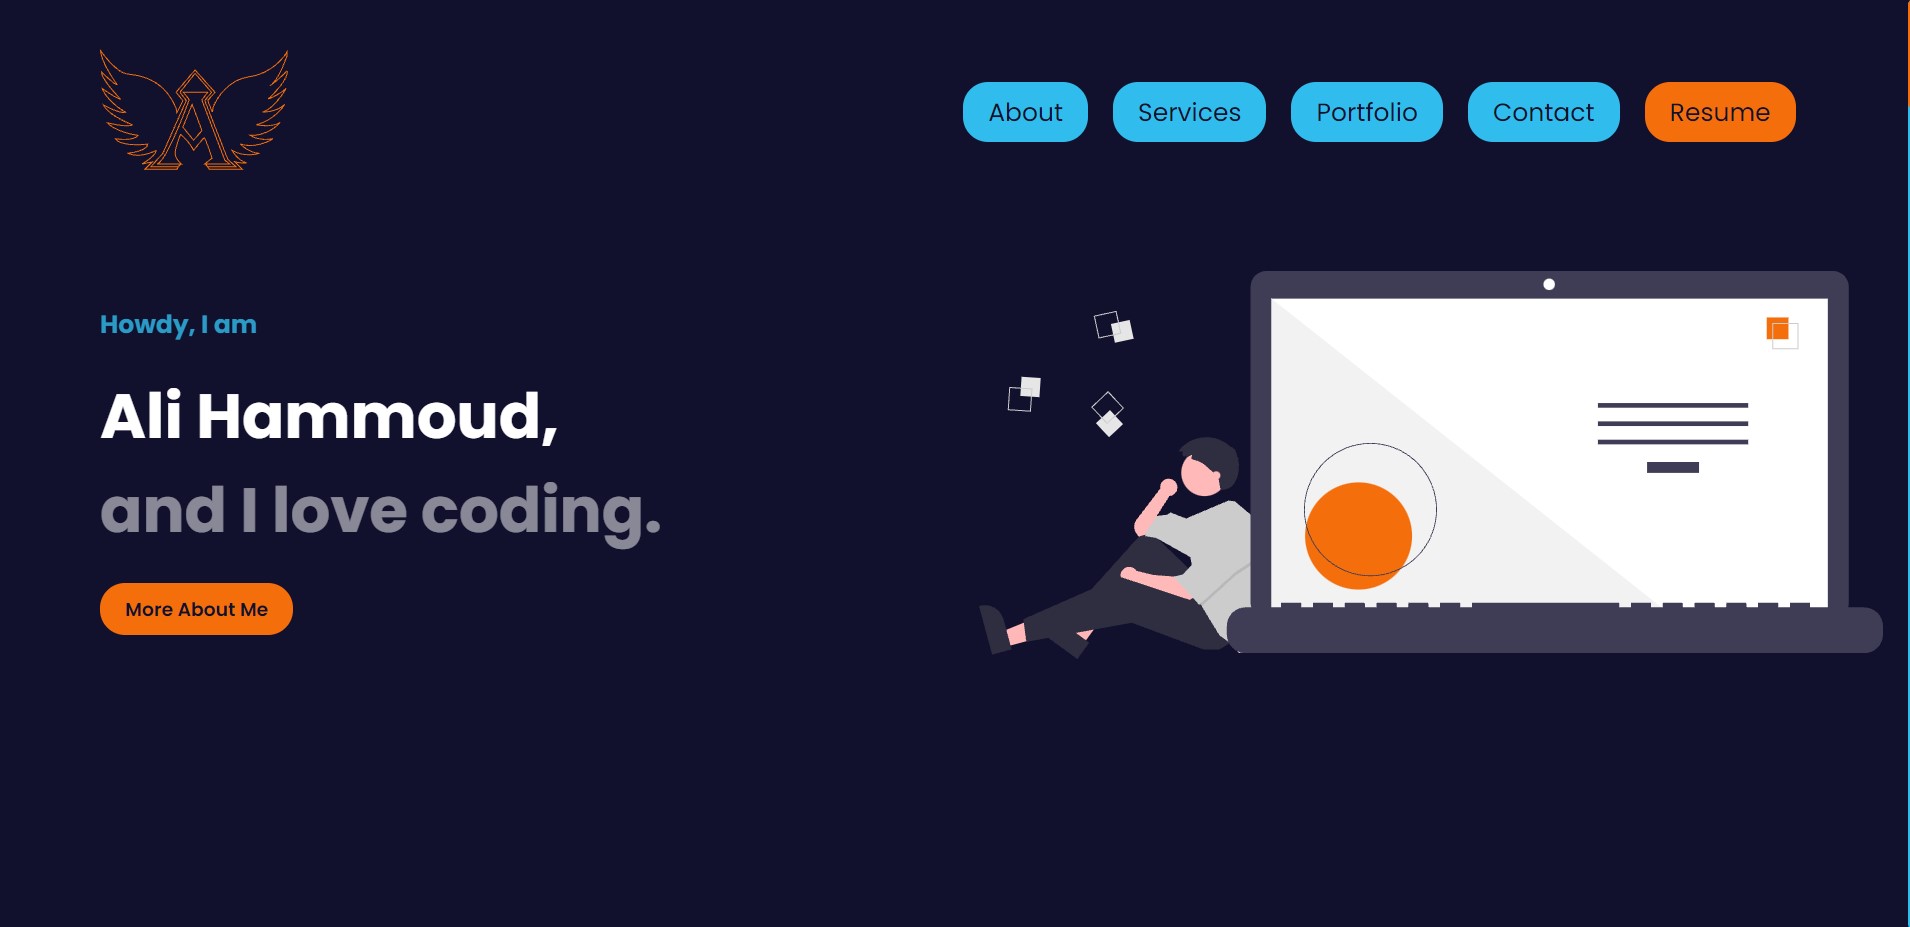 A
About
Services
Portfolio
Contact
Resume
Howdy, I am
Ali Hammoud,
and I love coding.
More About Me